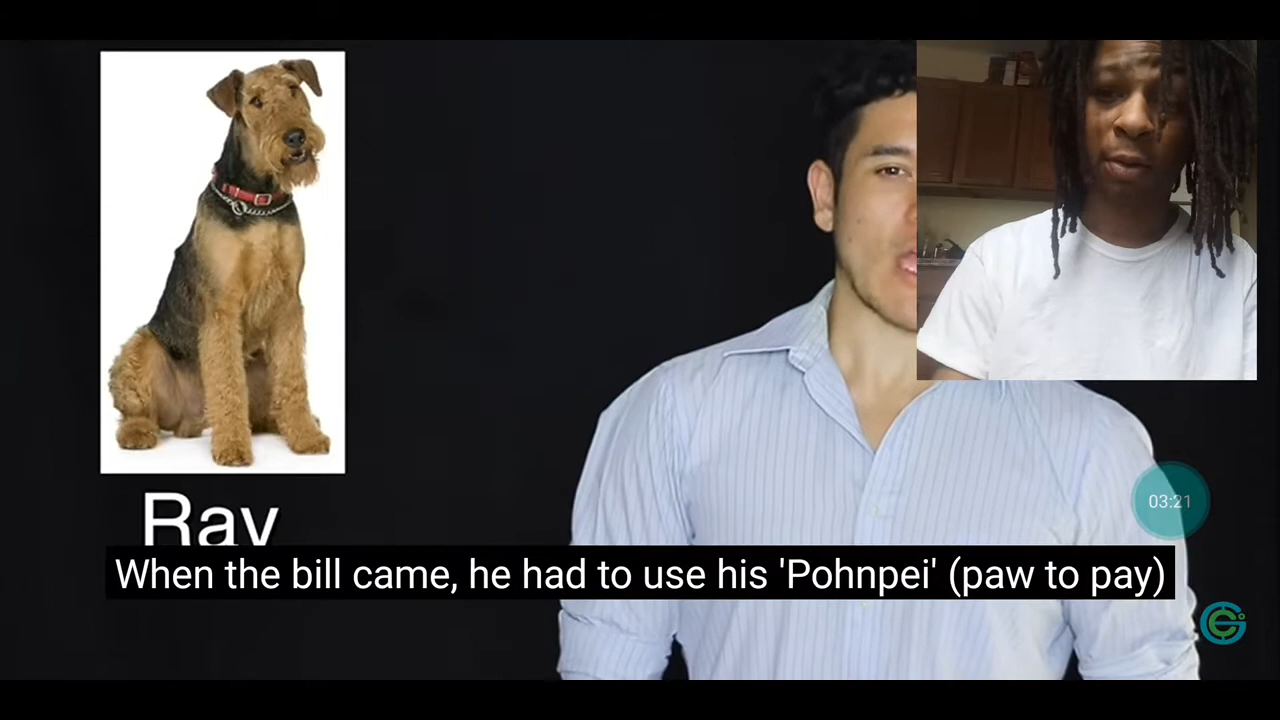 Ray
When the bill came, he had to use his 'Pohnpei' (paw to pay)
03:21